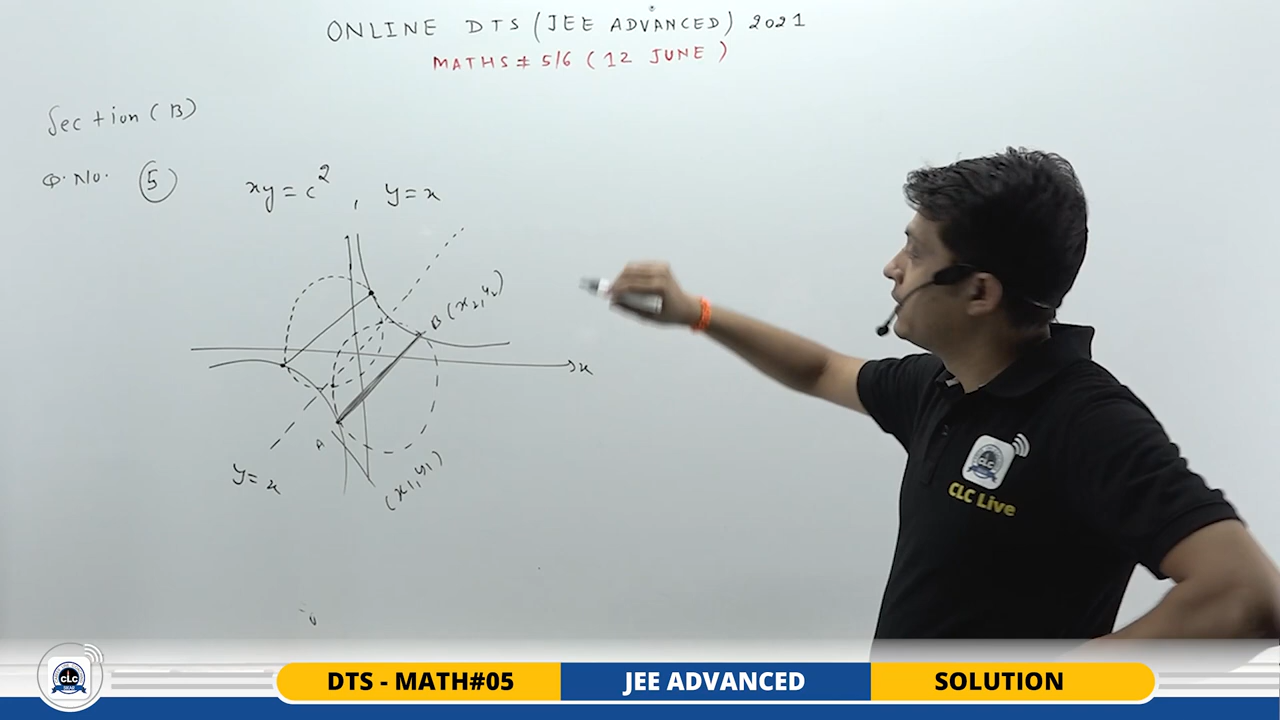 ONLINE DTS (JEE ADVANCED) 2021
MATHS # 5/6 (12 JUNE)
Section (B)
Q. No. (5)
xy = c² , y = x
B (x₂, y₂)
x
A
(x₁, y₁)
y = x
CLC Live
CLC
DTS - MATH#05
JEE ADVANCED
SOLUTION